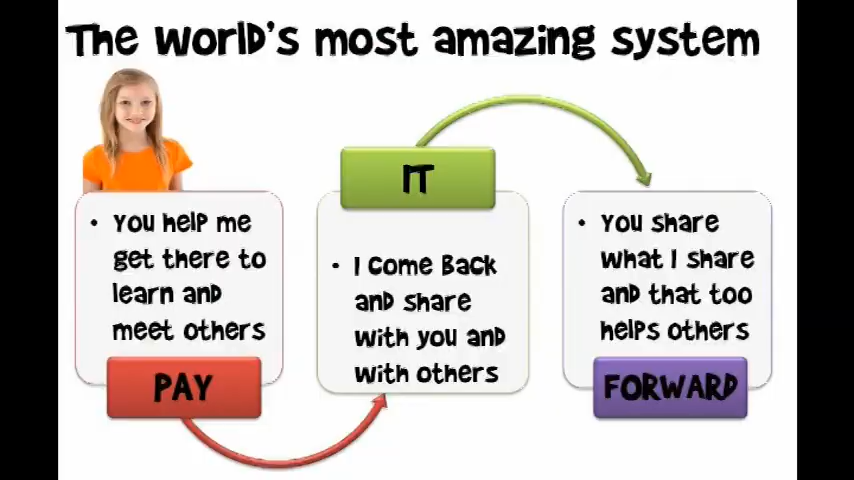 The world's most amazing system
• You help me
get there to
learn and
meet others
PAY
IT
• I come Back
and share
with you and
with others
• You share
what I share
and that too
helps others
FORWARD